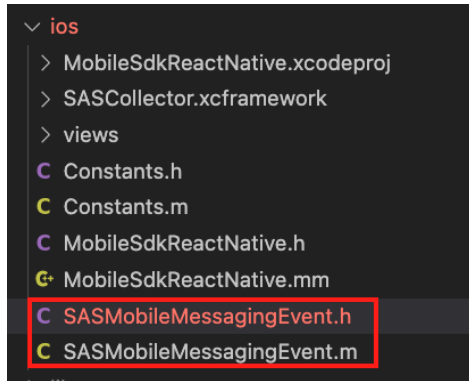 ios
MobileSdkReactNative.xcodeproj
SASCollector.xcframework
views
C Constants.h
C Constants.m
C MobileSdkReactNative.h
C+ MobileSdkReactNative.mm
C SASMobileMessagingEvent.h
C SASMobileMessagingEvent.m